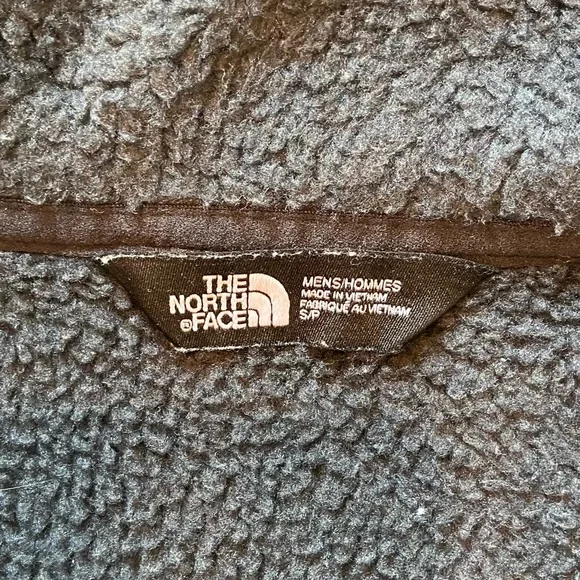 THE
NORTH
FACE
MENS/HOMMES
MADE IN VIETNAM
FABRIQUÉ AU VIETNAM
S/P